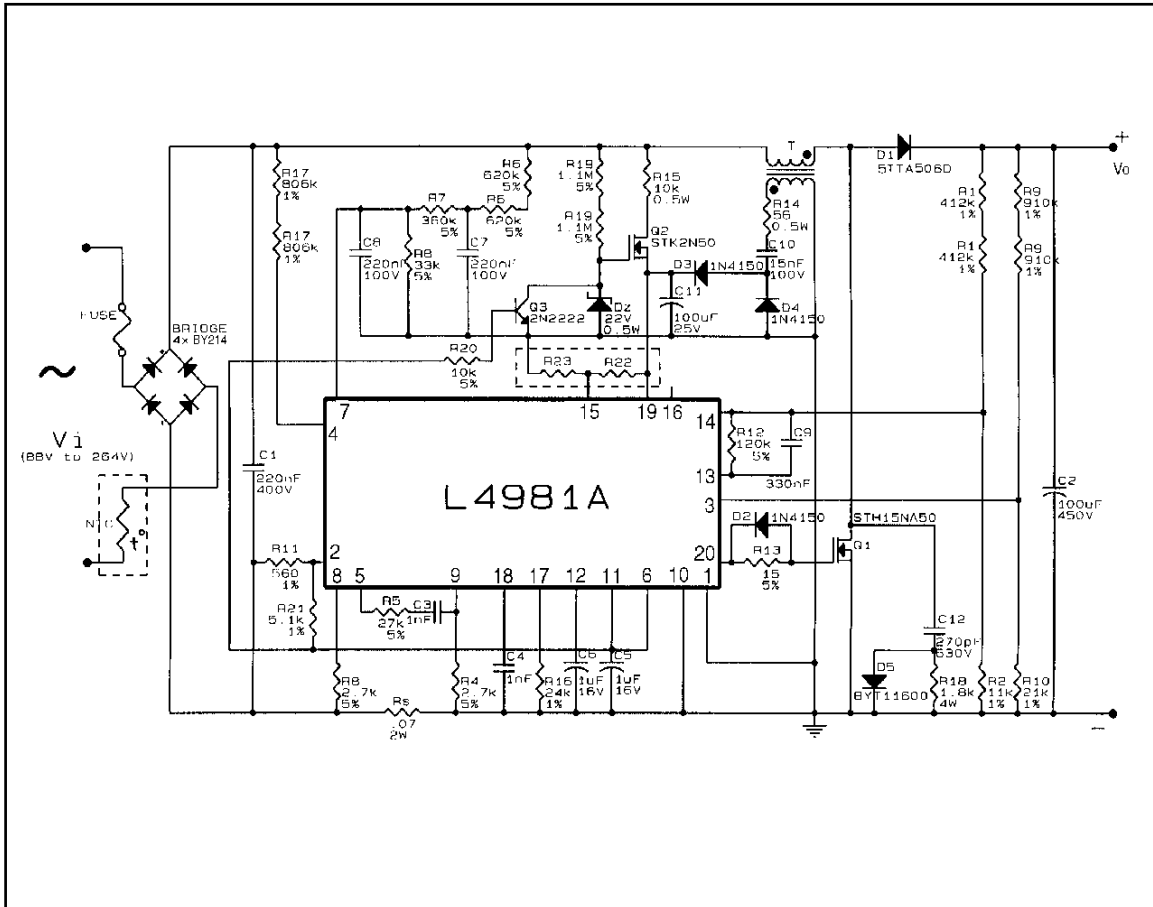 T
+
Vo
D1
STTA506D
R17
806k
1%
R17
806k
1%
R6
620k
5%
R7
360k
5%
R6
620k
5%
R19
1.1M
5%
R19
1.1M
5%
R15
10k
0.5W
R14
56
0.5W
C10
15nF
100V
R1
412k
1%
R1
412k
1%
R9
910k
1%
R9
910k
1%
Q2
STK2N50
C8
220nF
100V
R8
33k
5%
C7
220nF
100V
D3
1N4150
C11
100uF
25V
D4
1N4150
Q3
2N2222
Dz
22V
0.5W
FUSE
BRIDGE
4x BY214
R20
10k
5%
R23
R22
~
Vi
(88V to 264V)
NTC
t°
C1
220nF
400V
7
4
15
19
16
14
R12
120k
5%
C9
330nF
13
3
L4981A
C2
100uF
450V
D2
1N4150
R13
15
5%
STH15NA50
Q1
20
R11
560
1%
2
8
5
9
18
17
12
11
6
10
1
R21
5.1k
1%
R5
27k
5%
C3
1nF
C4
1nF
C6
1uF
16V
C5
1uF
16V
R8
2.7k
5%
Rs
.07
2W
R4
2.7k
5%
R16
24k
1%
C12
270pF
630V
D5
BYT11600
R18
1.8k
4W
R2
11k
1%
R10
21k
1%
−